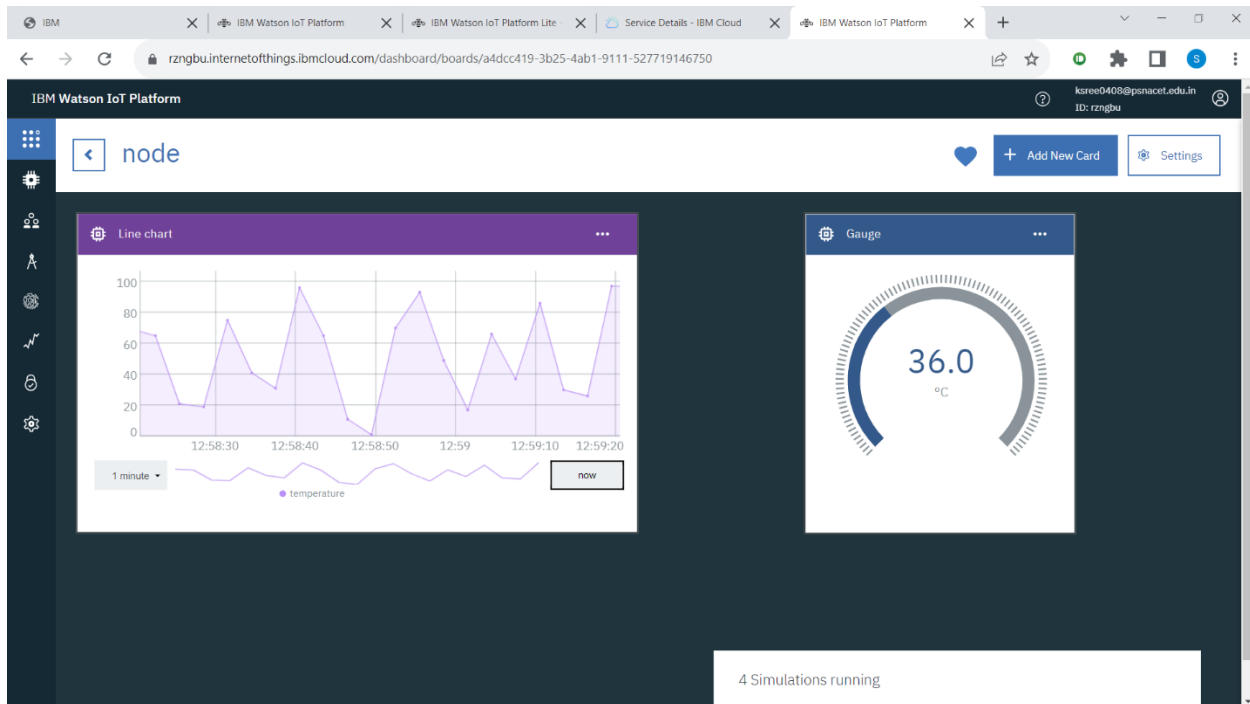 IBM
IBM Watson IoT Platform
IBM Watson IoT Platform Lite -
Service Details - IBM Cloud
IBM Watson IoT Platform
rzngbu.internetofthings.ibmcloud.com/dashboard/boards/a4dcc419-3b25-4ab1-9111-527719146750
S
IBM Watson IoT Platform
ksree0408@psnacet.edu.in
ID: rzngbu
node
+ Add New Card
Settings
Line chart
100
80
60
40
20
0
12:58:30 12:58:40 12:58:50 12:59 12:59:10 12:59:20
1 minute
now
temperature
Gauge
36.0
°C
4 Simulations running